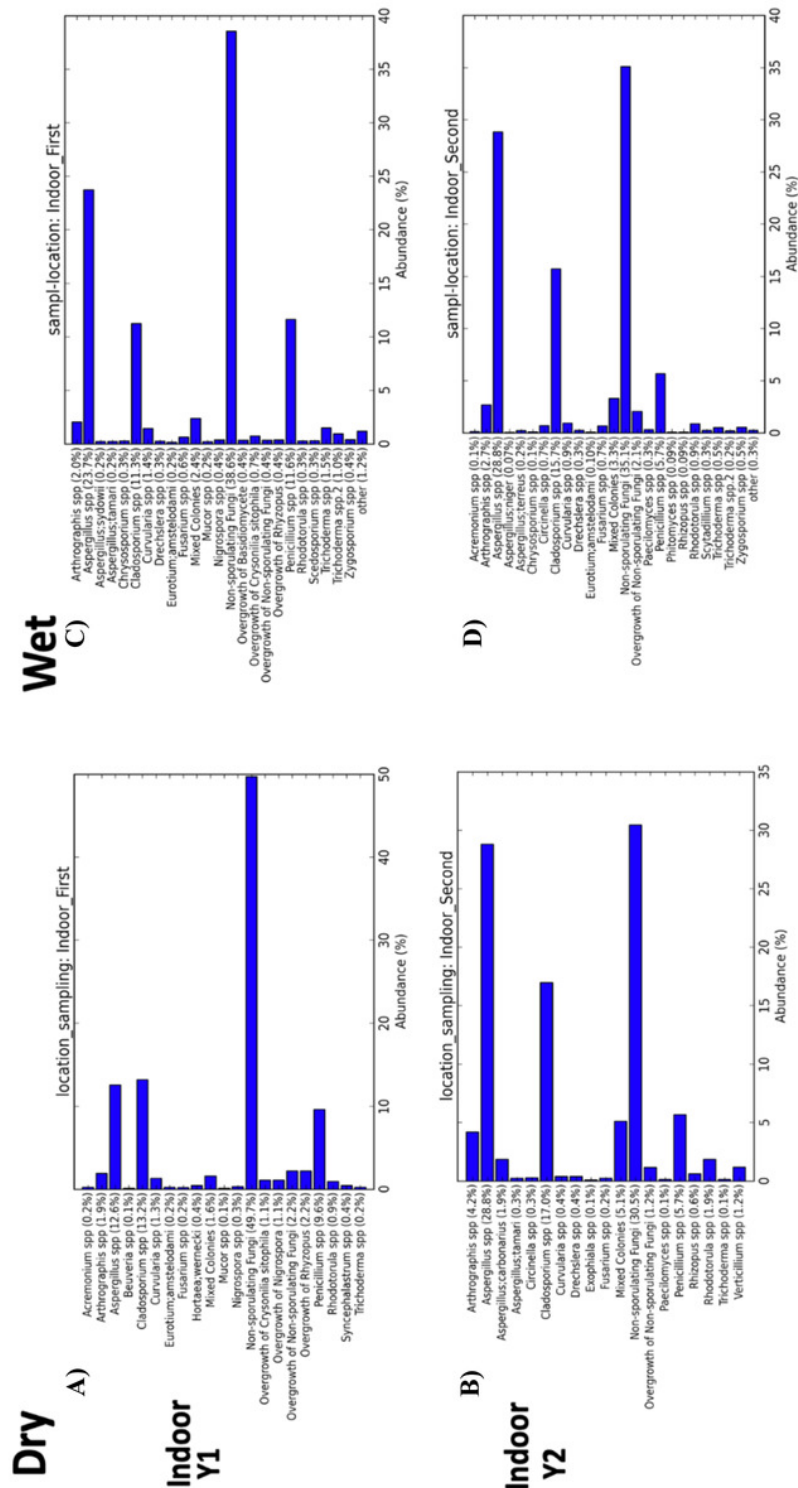 Dry
Wet
Indoor
Y1
A)
location_sampling: Indoor_First
Acremonium spp (0.2%)
Arthrographis spp (1.9%)
Aspergillus spp (12.6%)
Beuveria spp (0.1%)
Cladosporium spp (13.2%)
Curvularia spp (1.3%)
Eurotium;amstelodami (0.2%)
Fusarium spp (0.2%)
Hortaea;wernecki (0.4%)
Mixed Colonies (1.6%)
Mucor spp (0.1%)
Nigrospora spp (0.3%)
Non-sporulating Fungi (49.7%)
Overgrowth of Crysonilia sitophila (1.1%)
Overgrowth of Nigrospora (1.1%)
Overgrowth of Non-sporulating Fungi (2.2%)
Overgrowth of Rhyzopus (2.2%)
Penicillium spp (9.6%)
Rhodotorula spp (0.9%)
Syncephalastrum spp (0.4%)
Trichoderma spp (0.2%)
0 10 20 30 40 50
Abundance (%)
C)
sampl-location: Indoor_First
Arthrographis spp (2.0%)
Aspergillus spp (23.7%)
Aspergillus;sydowii (0.2%)
Aspergillus;tamari (0.2%)
Chrysosporium spp (0.3%)
Cladosporium spp (11.3%)
Curvularia spp (1.4%)
Drechslera spp (0.3%)
Eurotium;amstelodami (0.2%)
Fusarium spp (0.6%)
Mixed Colonies (2.4%)
Mucor spp (0.2%)
Nigrospora spp (0.4%)
Non-sporulating Fungi (38.6%)
Overgrowth of Basidiomycete (0.4%)
Overgrowth of Crysonilia sitophila (0.7%)
Overgrowth of Non-sporulating Fungi (0.4%)
Overgrowth of Rhyzopus (0.4%)
Penicillium spp (11.6%)
Rhodotorula spp (0.3%)
Scedosporium spp (0.3%)
Trichoderma spp (1.5%)
Trichoderma spp.2 (1.0%)
Zygosporium spp (0.4%)
other (1.2%)
0 5 10 15 20 25 30 35 40
Abundance (%)
Indoor
Y2
B)
location_sampling: Indoor_Second
Arthrographis spp (4.2%)
Aspergillus spp (28.8%)
Aspergillus;carbonarius (1.9%)
Aspergillus;tamari (0.3%)
Circinella spp (0.3%)
Cladosporium spp (17.0%)
Curvularia spp (0.4%)
Drechslera spp (0.4%)
Exophiala spp (0.1%)
Fusarium spp (0.2%)
Mixed Colonies (5.1%)
Non-sporulating Fungi (30.5%)
Overgrowth of Non-sporulating Fungi (1.2%)
Paecilomyces spp (0.1%)
Penicillium spp (5.7%)
Rhizopus spp (0.6%)
Rhodotorula spp (1.9%)
Trichoderma spp (0.1%)
Verticillium spp (1.2%)
0 5 10 15 20 25 30 35
Abundance (%)
D)
sampl-location: Indoor_Second
Acremonium spp (0.1%)
Arthrographis spp (2.7%)
Aspergillus spp (28.8%)
Aspergillus;niger (0.07%)
Aspergillus;terreus (0.2%)
Chrysosporium spp (0.1%)
Circinella spp (0.7%)
Cladosporium spp (15.7%)
Curvularia spp (0.9%)
Drechslera spp (0.3%)
Eurotium;amstedami (0.10%)
Fusarium spp (0.7%)
Mixed Colonies (3.3%)
Non-sporulating Fungi (35.1%)
Overgrowth of Non-sporulating Fungi (2.1%)
Paecilomyces spp (0.3%)
Penicillium spp (5.7%)
Phitomyces spp (0.09%)
Rhizopus spp (0.09%)
Rhodotorula spp (0.9%)
Scytadillium spp (0.3%)
Trichoderma spp (0.5%)
Trichoderma spp.2 (0.2%)
Zygosporium spp (0.5%)
other (0.3%)
0 5 10 15 20 25 30 35 40
Abundance (%)